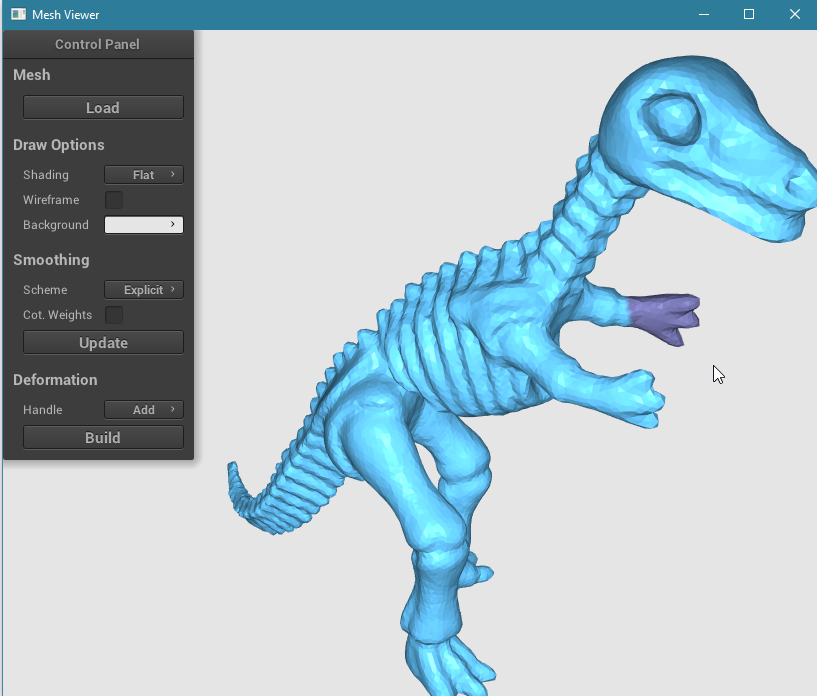 Mesh Viewer
Control Panel
Mesh
Load
Draw Options
Shading Flat
Wireframe
Background
Smoothing
Scheme Explicit
Cot. Weights
Update
Deformation
Handle Add
Build